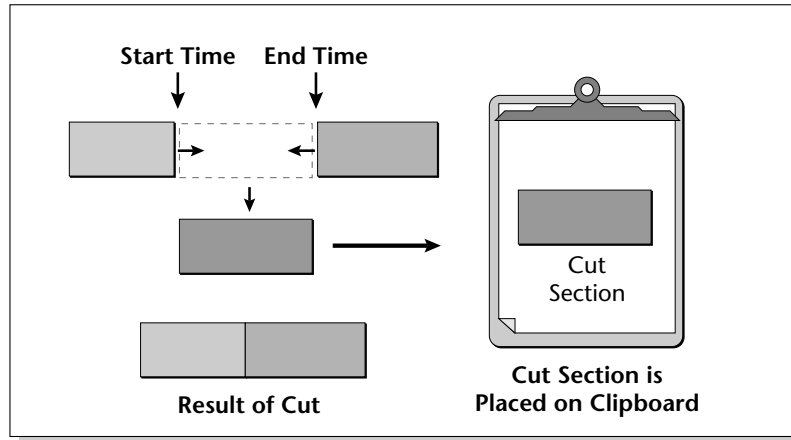 Start Time
End Time
Cut
Section
Result of Cut
Cut Section is
Placed on Clipboard